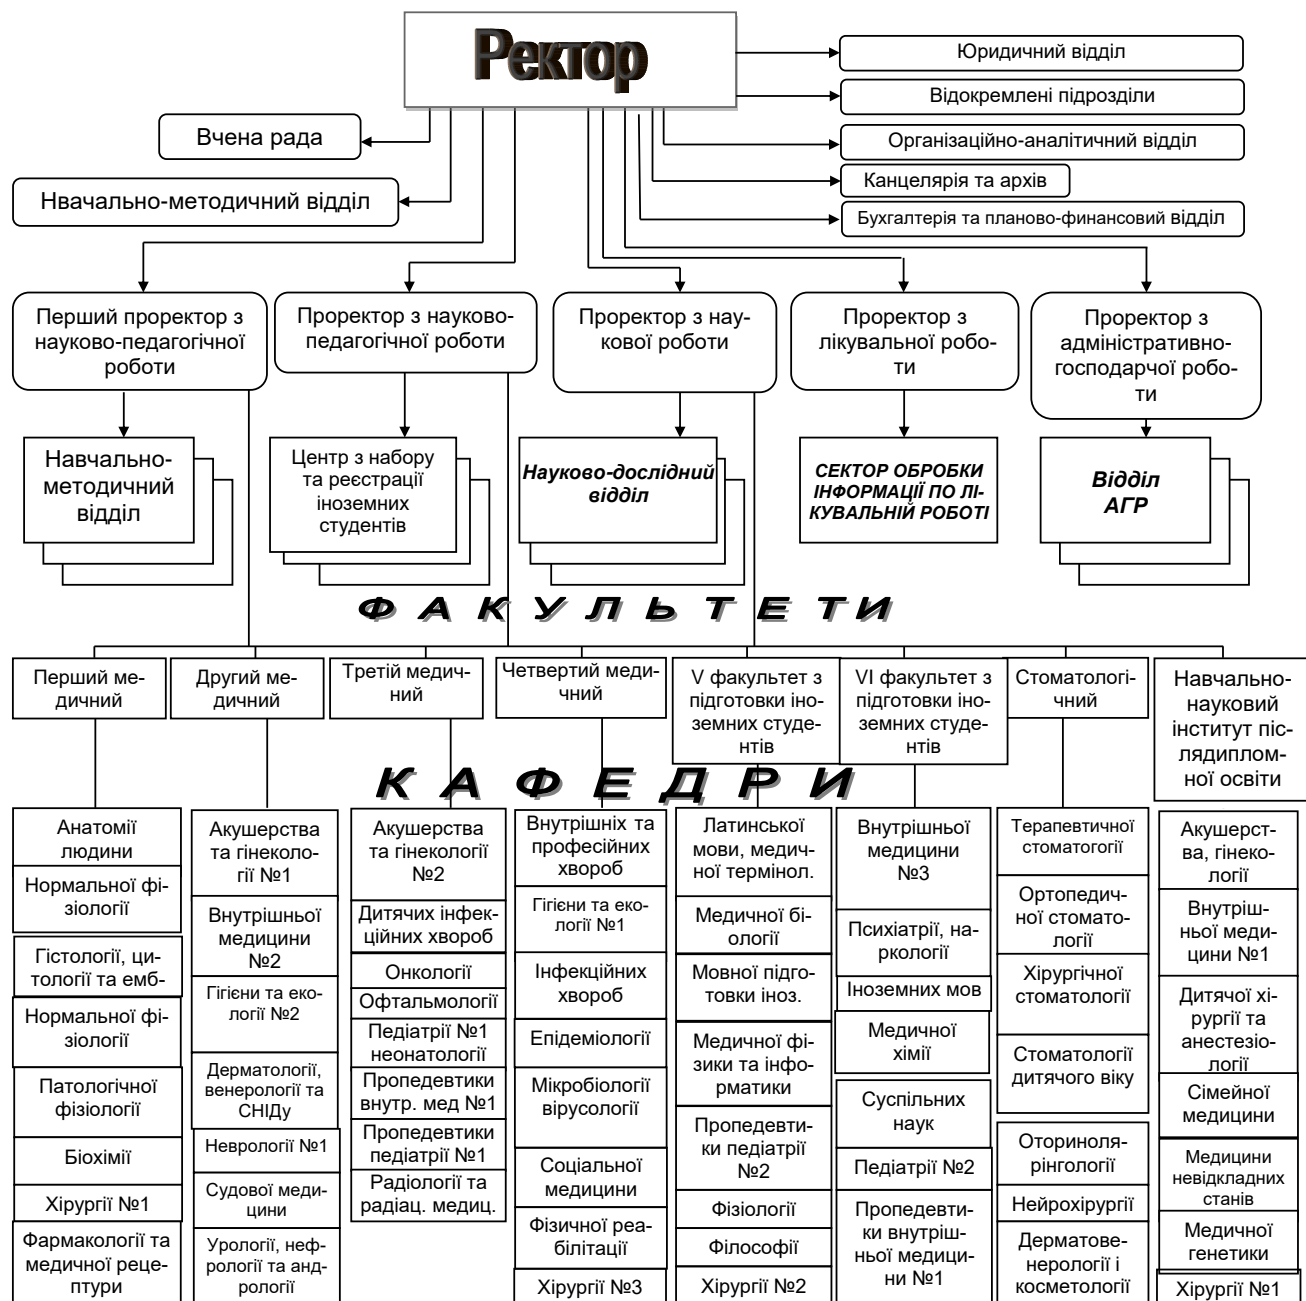 Ректор
Юридичний відділ
Відокремлені підрозділи
Вчена рада
Організаційно-аналітичний відділ
Канцелярія та архів
Нвачально-методичний відділ
Бухгалтерія та планово-финансовий відділ
Перший проректор з
науково-педагогічної
роботи
Проректор з науково-
педагогічної роботи
Проректор з нау-
кової роботи
Проректор з
лікувальної робо-
ти
Проректор з
адміністративно-
господарчої робо-
ти
Навчально-
методичний
відділ
Центр з набору
та реєстрації
іноземних
студентів
Науково-дослідний
відділ
СЕКТОР ОБРОБКИ
ІНФОРМАЦІЇ ПО ЛІ-
КУВАЛЬНІЙ РОБОТІ
Відділ
АГР
ФАКУЛЬТЕТИ
Перший ме-
дичний
Другий ме-
дичний
Третій медич-
ний
Четвертий меди-
чний
V факультет з
підготовки іно-
земних студе-
нтів
VI факультет з
підготовки іно-
земних студе-
нтів
Стоматологі-
чний
Навчально-
науковий
інститут піс-
лядиплом-
ної освіти
КАФЕДРИ
Анатомії
людини
Нормальної фі-
зіології
Гістології, ци-
тології та емб-
Нормальної фі-
зіології
Патологічної
фізіології
Біохімії
Хірургії №1
Фармакології та
медичної реце-
птури
Акушерства
та гінеколо-
гії №1
Внутрішньої
медицини
№2
Гігієни та еко-
логії №2
Дерматології,
венерології та
СНІДу
Неврології №1
Судової меди-
цини
Урології, неф-
рології та анд-
рології
Акушерства
та гінекології
№2
Дитячих інфек-
ційних хвороб
Онкології
Офтальмології
Педіатрії №1
неонатології
Пропедевтики
внутр. мед №1
Пропедевтики
педіатрії №1
Радіології та
радіац. медиц.
Внутрішніх та
професійних
хвороб
Гігієни та еко-
логії №1
Інфекційних
хвороб
Епідеміології
Мікробіології
вірусології
Соціальної
медицини
Фізичної реа-
білітації
Хірургії №3
Латинської
мови, медич-
ної термінол.
Медичної бі-
ології
Мовної підго-
товки іноз.
Медичної фі-
зики та інфо-
рматики
Пропедевти-
ки педіатрії
№2
Фізіології
Філософії
Хірургії №2
Внутрішньої
медицини
№3
Психіатрії, на-
ркології
Іноземних мов
Медичної
хімії
Суспільних
наук
Педіатрії №2
Пропедевти-
ки внутріш-
ньої медици-
ни №1
Терапевтичної
стоматогогії
Ортопедич-
ної стомато-
логії
Хірургічної
стоматології
Стоматології
дитячого віку
Оториноля-
рінгології
Нейрохірургії
Дерматове-
нерології і
косметології
Акушерст-
ва, гінеко-
логії
Внутріш-
ньої меди-
цини №1
Дитячої хі-
рургії та
анестезіо-
логії
Сімейної
медицини
Медицини
невідкладних
станів
Медичної
генетики
Хірургії №1